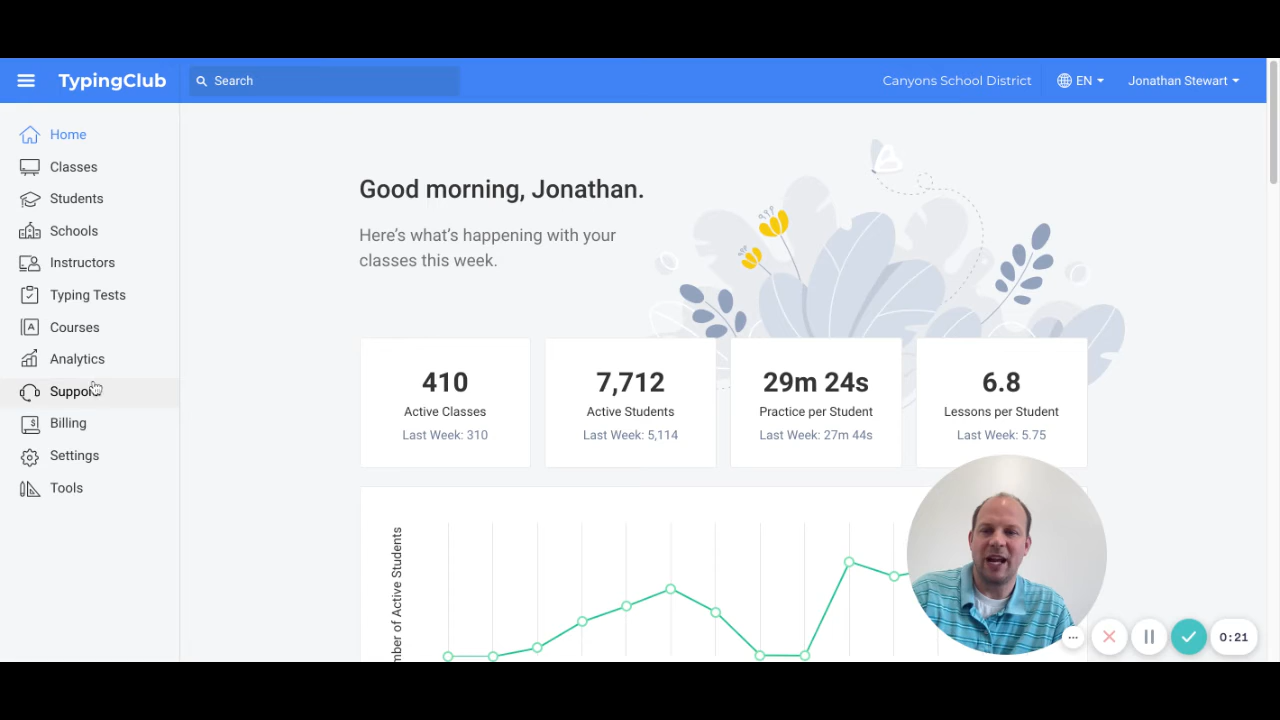 TypingClub
Search
Canyons School District
EN
Jonathan Stewart
Home
Classes
Students
Schools
Instructors
Typing Tests
Courses
Analytics
Support
Billing
Settings
Tools
Good morning, Jonathan.
Here's what's happening with your
classes this week.
410
Active Classes
Last Week: 310
7,712
Active Students
Last Week: 5,114
29m 24s
Practice per Student
Last Week: 27m 44s
6.8
Lessons per Student
Last Week: 5.75
mber of Active Students
0:21